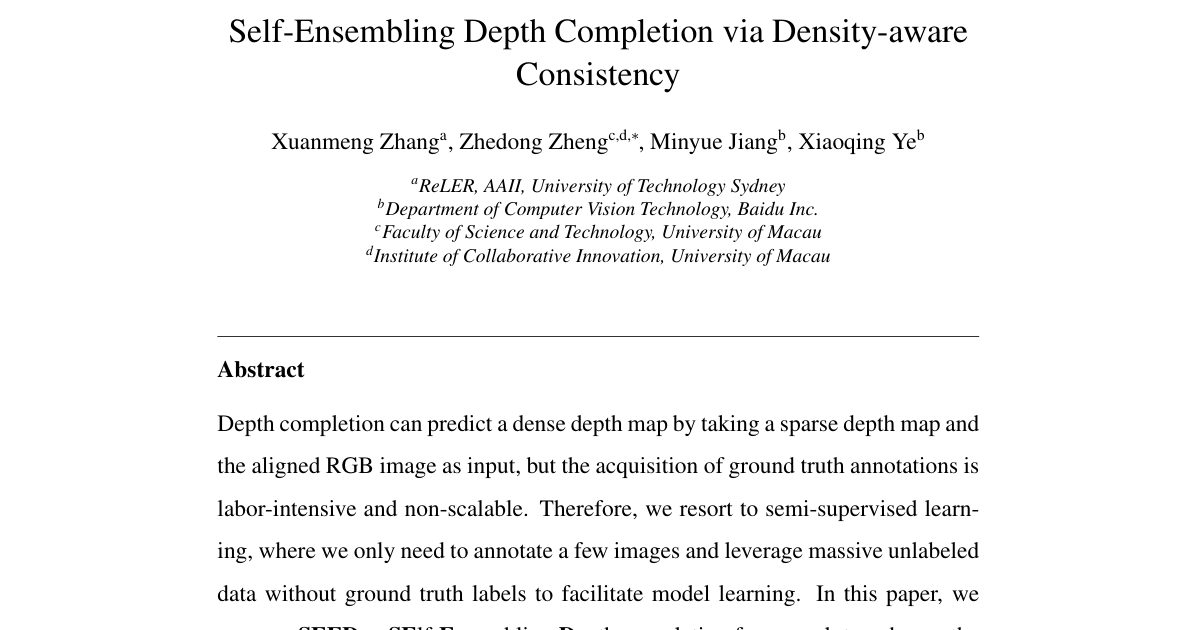 Self-Ensembling Depth Completion via Density-aware
Consistency
Xuanmeng Zhangᵃ, Zhedong Zhengᶜ,ᵈ,*, Minyue Jiangᵇ, Xiaoqing Yeᵇ
ᵃReLER, AAII, University of Technology Sydney
ᵇDepartment of Computer Vision Technology, Baidu Inc.
ᶜFaculty of Science and Technology, University of Macau
ᵈInstitute of Collaborative Innovation, University of Macau
Abstract
Depth completion can predict a dense depth map by taking a sparse depth map and
the aligned RGB image as input, but the acquisition of ground truth annotations is
labor-intensive and non-scalable. Therefore, we resort to semi-supervised learn-
ing, where we only need to annotate a few images and leverage massive unlabeled
data without ground truth labels to facilitate model learning. In this paper, we